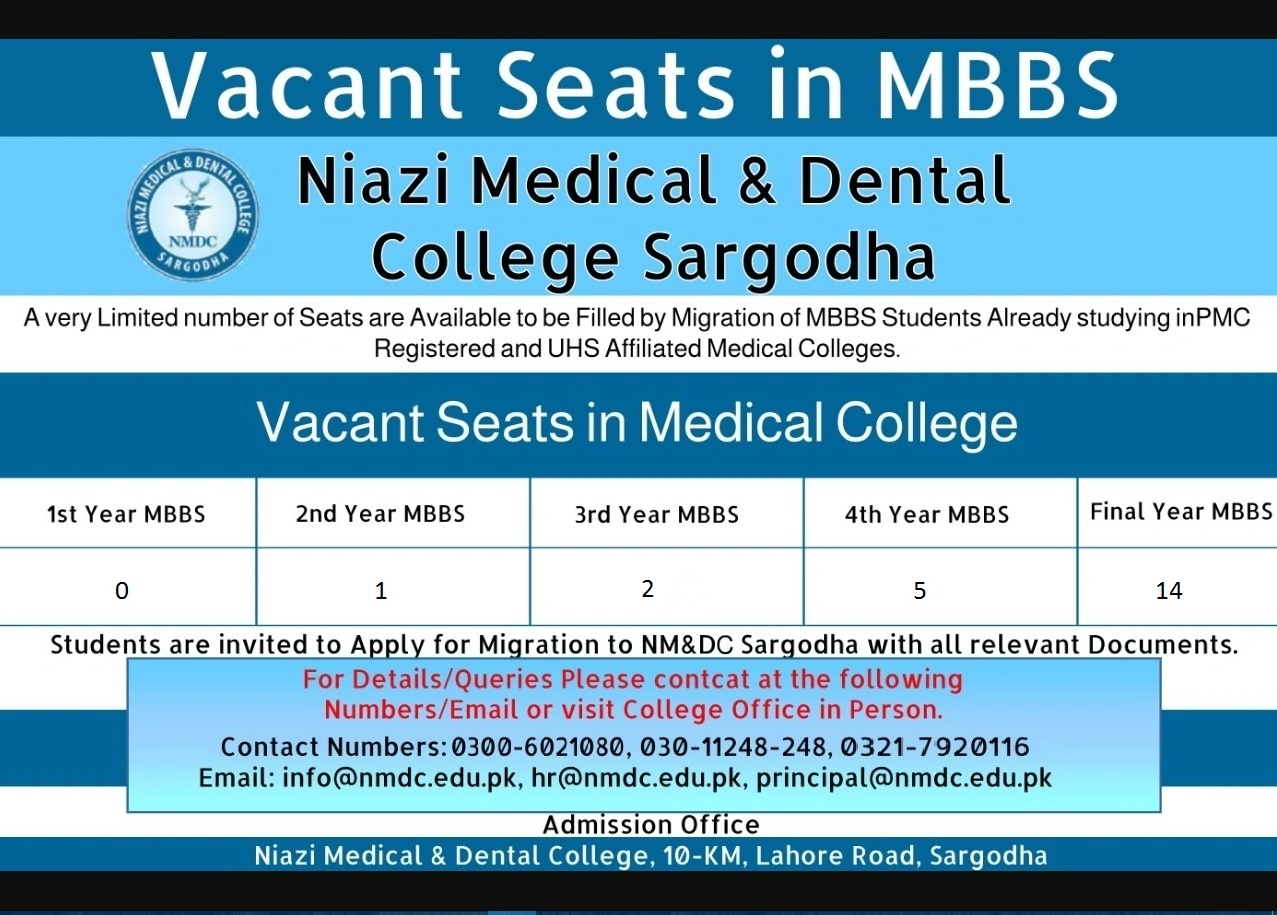 Vacant Seats in MBBS
NIAZI MEDICAL & DENTAL COLLEGE
NMDC
SARGODHA
Niazi Medical & Dental
College Sargodha
A very Limited number of Seats are Available to be Filled by Migration of MBBS Students Already studying inPMC
Registered and UHS Affiliated Medical Colleges.
Vacant Seats in Medical College
1st Year MBBS 2nd Year MBBS 3rd Year MBBS 4th Year MBBS Final Year MBBS
0 1 2 5 14
Students are invited to Apply for Migration to NM&DC Sargodha with all relevant Documents.
For Details/Queries Please contcat at the following
Numbers/Email or visit College Office in Person.
Contact Numbers: 0300-6021080, 030-11248-248, 0321-7920116
Email: info@nmdc.edu.pk, hr@nmdc.edu.pk, principal@nmdc.edu.pk
Admission Office
Niazi Medical & Dental College, 10-KM, Lahore Road, Sargodha